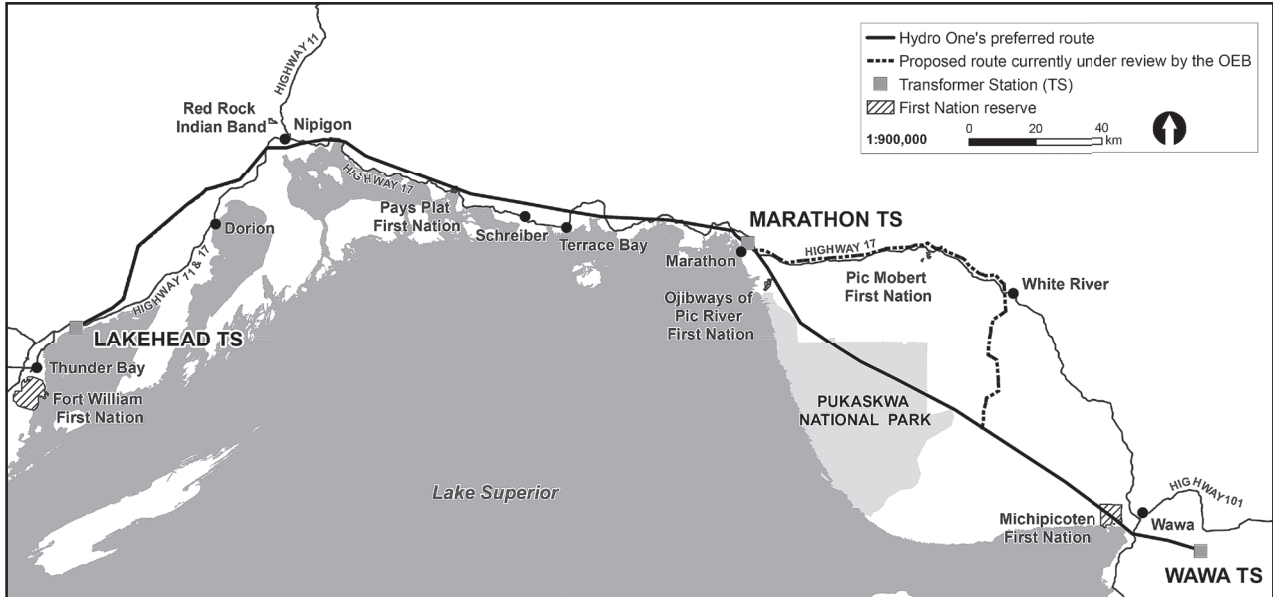 HIGHWAY 11
Red Rock
Indian Band
Nipigon
Hydro One's preferred route
Proposed route currently under review by the OEB
Transformer Station (TS)
First Nation reserve
1:900,000
0 20 40
km
HIGHWAY 17
Pays Plat
First Nation
Schreiber
Terrace Bay
Dorion
HIGHWAY 11 & 17
MARATHON TS
Marathon
HIGHWAY 17
Pic Mobert
First Nation
White River
Ojibways of
Pic River
First Nation
LAKEHEAD TS
Thunder Bay
Fort William
First Nation
PUKASKWA
NATIONAL PARK
Lake Superior
HIGHWAY 101
Michipicoten
First Nation
Wawa
WAWA TS